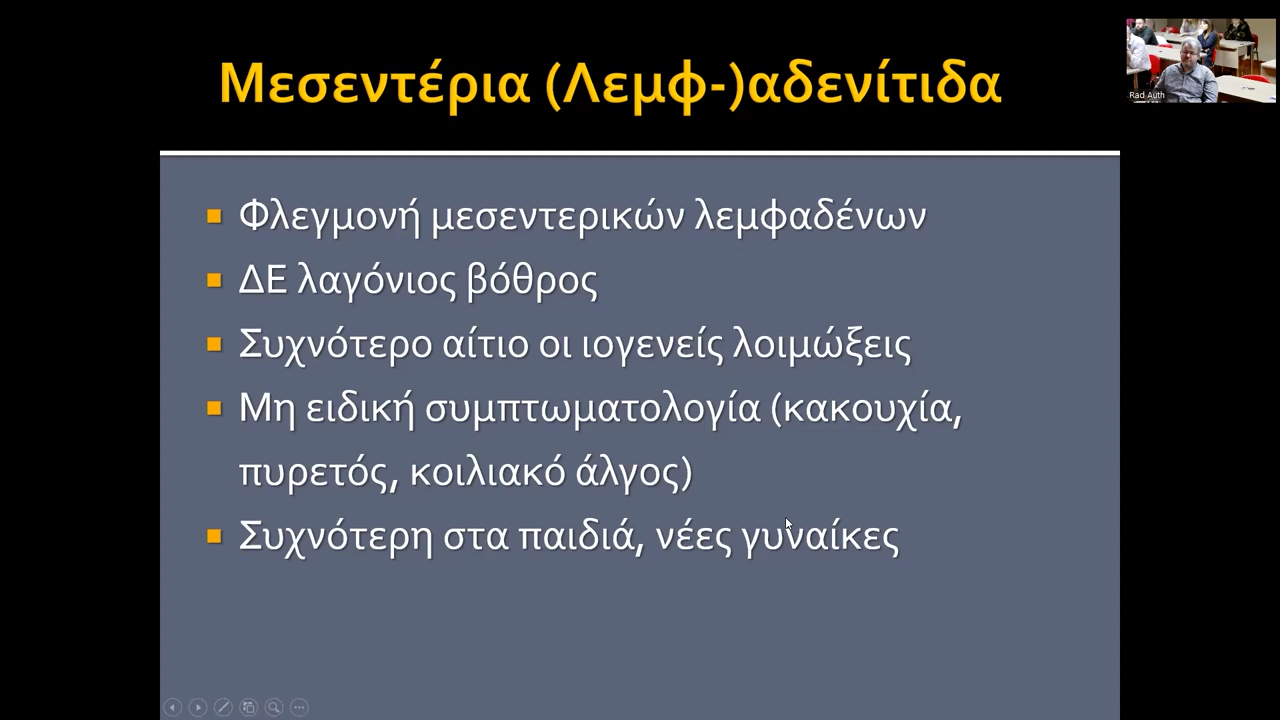 Μεσεντέρια (Λεμφ-)αδενίτιδα
Rad Auth
Φλεγμονή μεσεντερικών λεμφαδένων
ΔΕ λαγόνιος βόθρος
Συχνότερο αίτιο οι ιογενείς λοιμώξεις
Μη ειδική συμπτωματολογία (κακουχία,
πυρετός, κοιλιακό άλγος)
Συχνότερη στα παιδιά, νέες γυναίκες